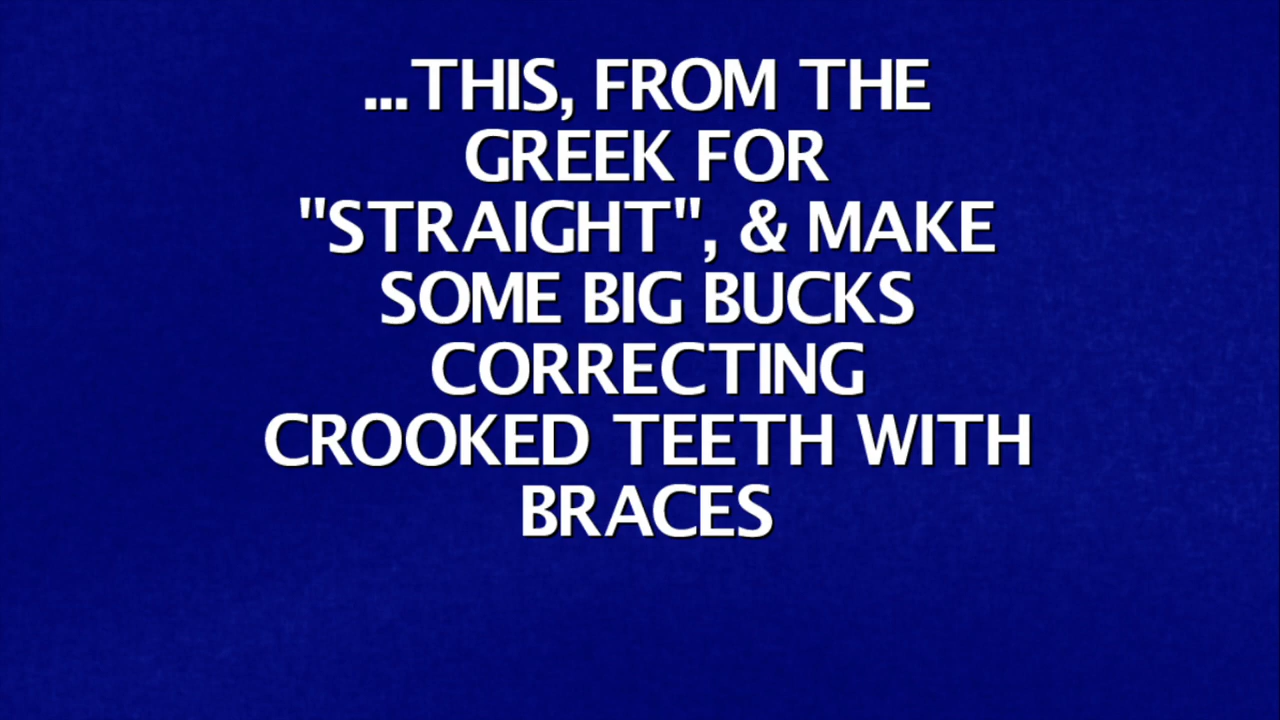 ...THIS, FROM THE
GREEK FOR
"STRAIGHT", & MAKE
SOME BIG BUCKS
CORRECTING
CROOKED TEETH WITH
BRACES